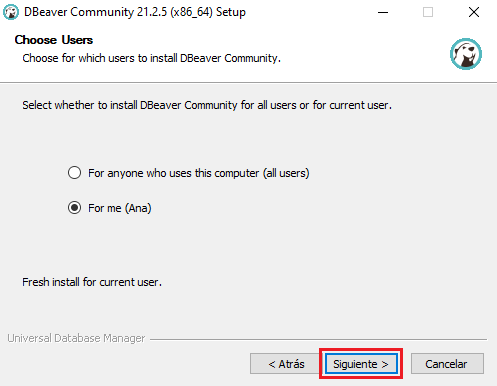 DBeaver Community 21.2.5 (x86_64) Setup
Choose Users
Choose for which users to install DBeaver Community.
Select whether to install DBeaver Community for all users or for current user.
For anyone who uses this computer (all users)
For me (Ana)
Fresh install for current user.
Universal Database Manager
< Atrás
Siguiente >
Cancelar